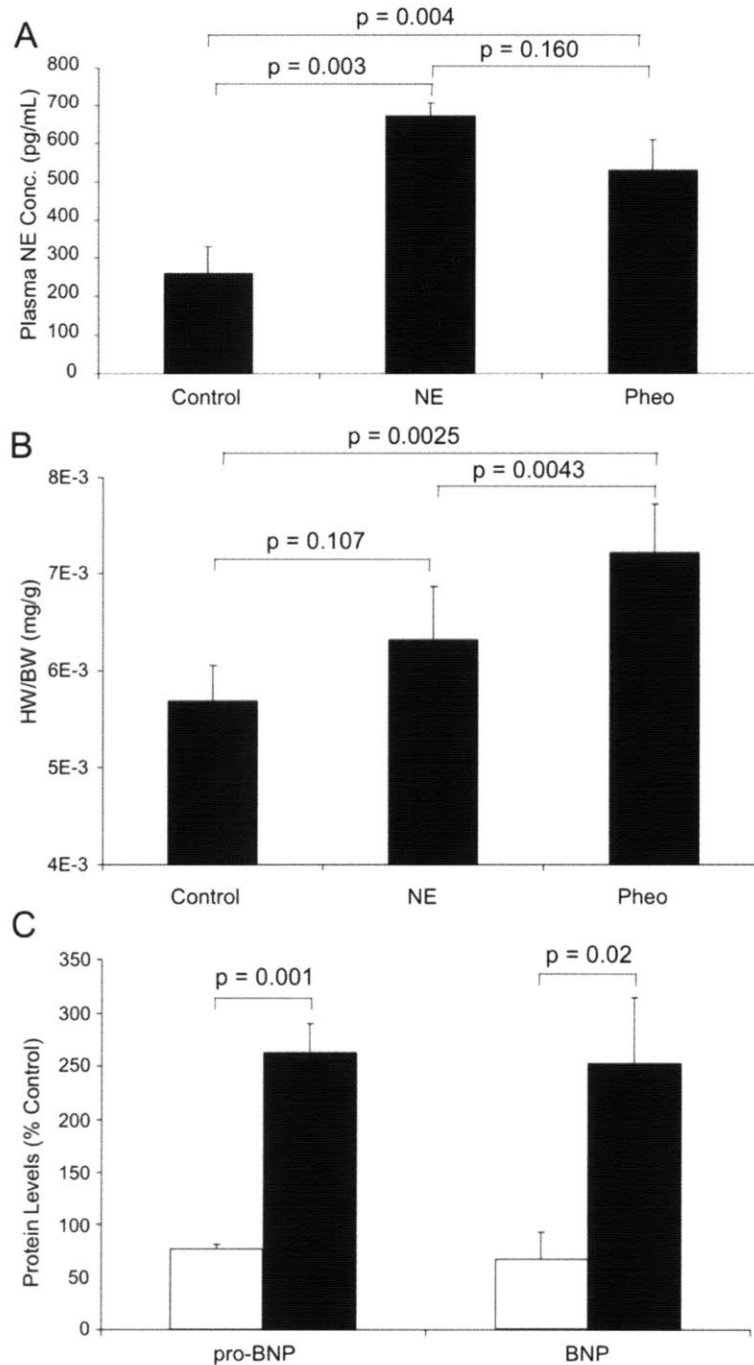 A
p = 0.004
p = 0.003
p = 0.160
Plasma NE Conc. (pg/mL)
800
700
600
500
400
300
200
100
0
Control NE Pheo
B
p = 0.0025
p = 0.0043
p = 0.107
HW/BW (mg/g)
8E-3
7E-3
6E-3
5E-3
4E-3
Control NE Pheo
C
p = 0.001
p = 0.02
Protein Levels (% Control)
350
300
250
200
150
100
50
0
pro-BNP BNP